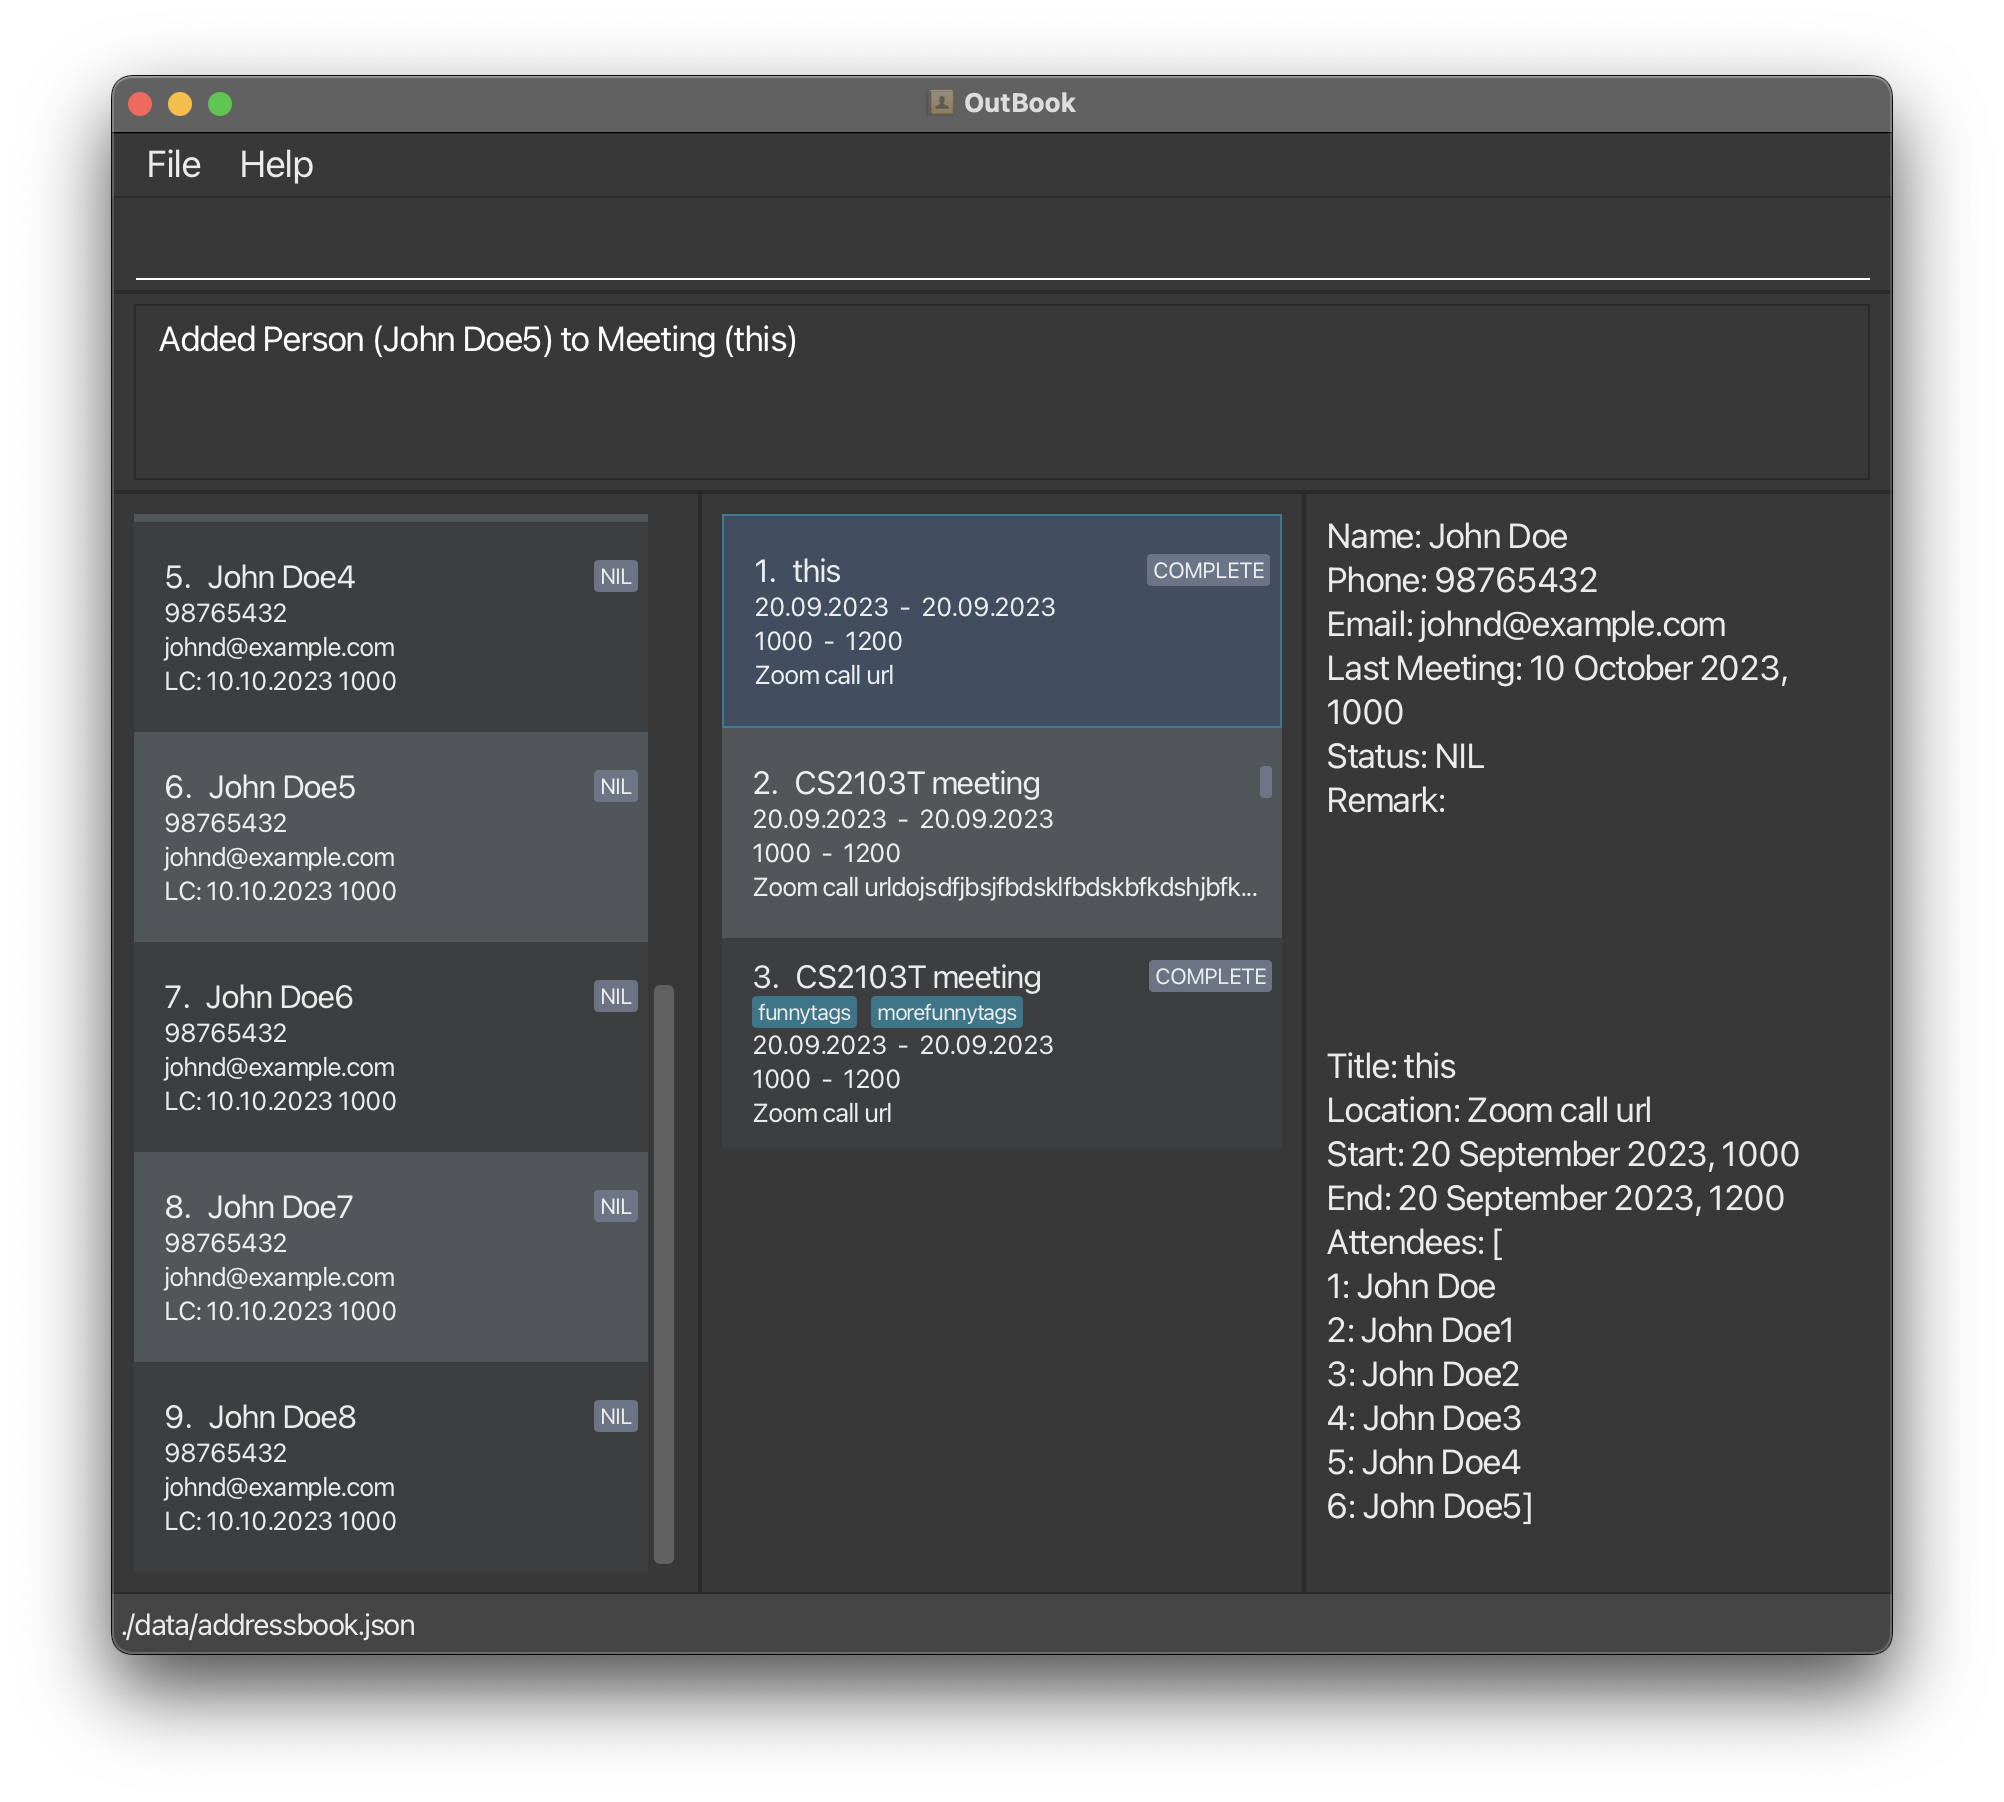 OutBook
File Help
Added Person (John Doe5) to Meeting (this)
5. John Doe4 NIL
98765432
johnd@example.com
LC: 10.10.2023 1000
6. John Doe5 NIL
98765432
johnd@example.com
LC: 10.10.2023 1000
7. John Doe6 NIL
98765432
johnd@example.com
LC: 10.10.2023 1000
8. John Doe7 NIL
98765432
johnd@example.com
LC: 10.10.2023 1000
9. John Doe8 NIL
98765432
johnd@example.com
LC: 10.10.2023 1000
1. this COMPLETE
20.09.2023 - 20.09.2023
1000 - 1200
Zoom call url
2. CS2103T meeting
20.09.2023 - 20.09.2023
1000 - 1200
Zoom call urldojsdfjbsjfbdsklfbdskbfkdshjbfk...
3. CS2103T meeting COMPLETE
funnytags morefunnytags
20.09.2023 - 20.09.2023
1000 - 1200
Zoom call url
Name: John Doe
Phone: 98765432
Email: johnd@example.com
Last Meeting: 10 October 2023,
1000
Status: NIL
Remark:
Title: this
Location: Zoom call url
Start: 20 September 2023, 1000
End: 20 September 2023, 1200
Attendees: [
1: John Doe
2: John Doe1
3: John Doe2
4: John Doe3
5: John Doe4
6: John Doe5]
./data/addressbook.json